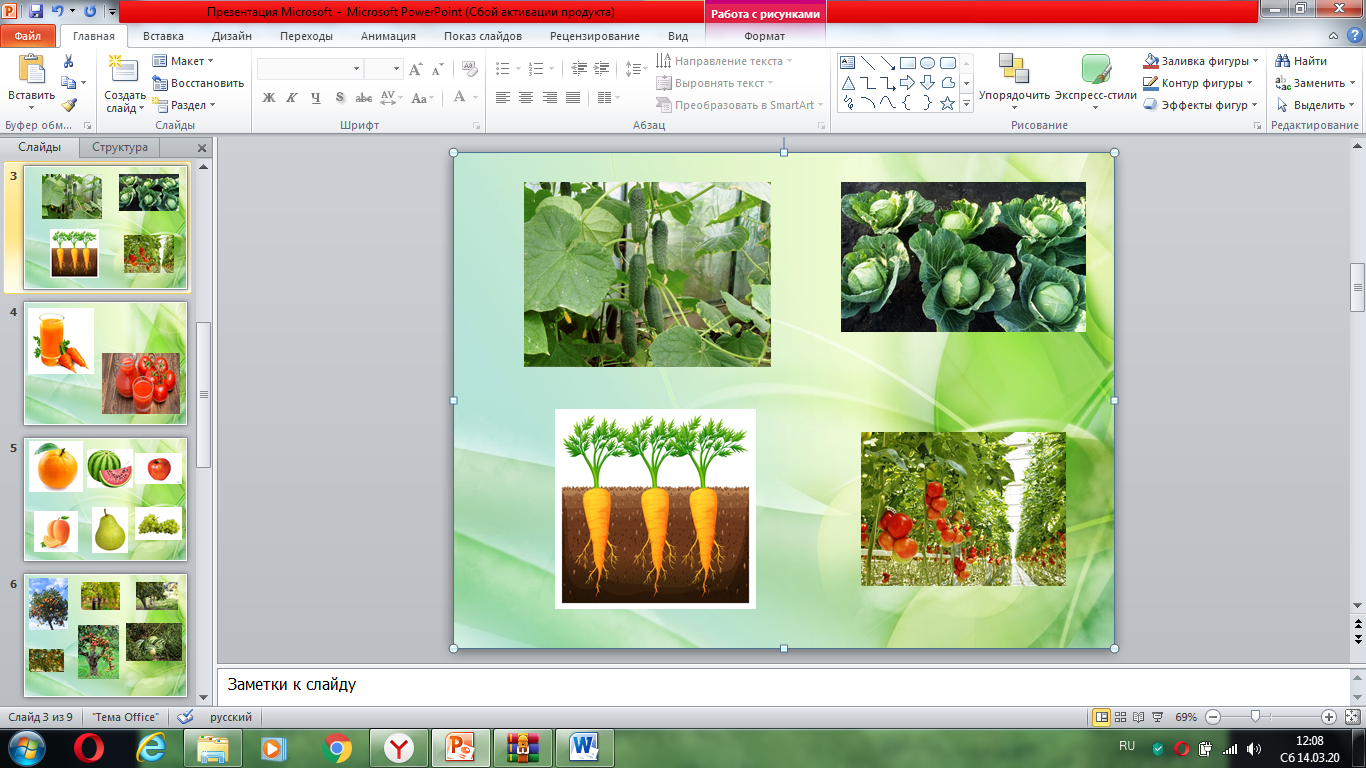 Презентация Microsoft - Microsoft PowerPoint (Сбой активации продукта)
Работа с рисунками
Файл Главная Вставка Дизайн Переходы Анимация Показ слайдов Рецензирование Вид Формат
Вставить
Буфер обм...
Создать слайд
Макет
Восстановить
Раздел
Слайды
Ж К Ч S abc AV Aa A
Шрифт
Направление текста
Выровнять текст
Преобразовать в SmartArt
Абзац
Упорядочить
Экспресс-стили
Заливка фигуры
Контур фигуры
Эффекты фигур
Рисование
Найти
Заменить
Выделить
Редактирование
Слайды Структура
3
4
5
6
Заметки к слайду
Слайд 3 из 9 "Тема Office" русский 69%
RU
12:08
Сб 14.03.20